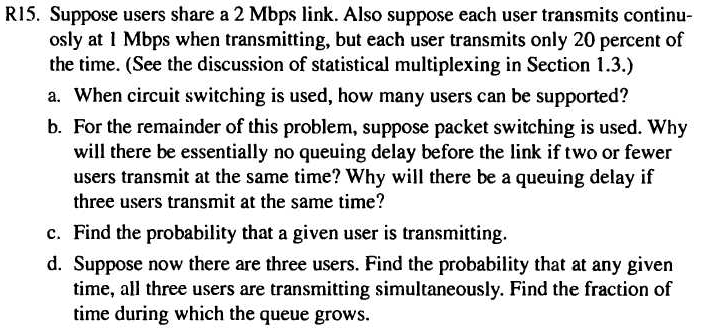 R15. Suppose users share a 2 Mbps link. Also suppose each user transmits continu-
ously at 1 Mbps when transmitting, but each user transmits only 20 percent of
the time. (See the discussion of statistical multiplexing in Section 1.3.)
a. When circuit switching is used, how many users can be supported?
b. For the remainder of this problem, suppose packet switching is used. Why
will there be essentially no queuing delay before the link if two or fewer
users transmit at the same time? Why will there be a queuing delay if
three users transmit at the same time?
c. Find the probability that a given user is transmitting.
d. Suppose now there are three users. Find the probability that at any given
time, all three users are transmitting simultaneously. Find the fraction of
time during which the queue grows.